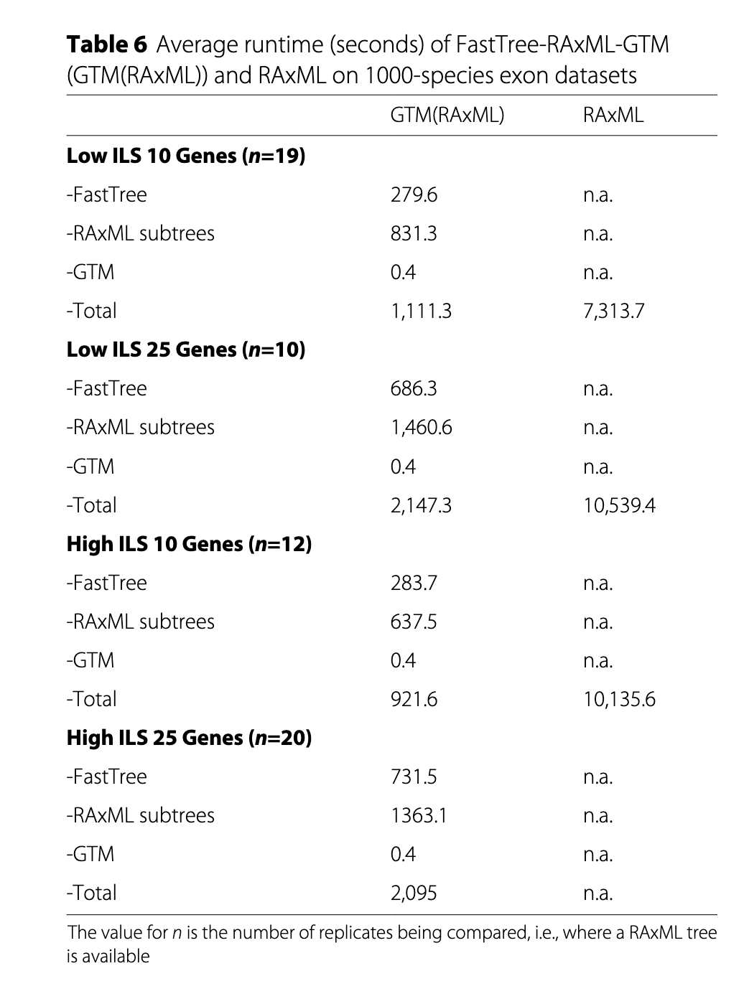 Table 6 Average runtime (seconds) of FastTree-RAxML-GTM
(GTM(RAxML)) and RAxML on 1000-species exon datasets
GTM(RAxML) RAxML
Low ILS 10 Genes (n=19)
-FastTree 279.6 n.a.
-RAxML subtrees 831.3 n.a.
-GTM 0.4 n.a.
-Total 1,111.3 7,313.7
Low ILS 25 Genes (n=10)
-FastTree 686.3 n.a.
-RAxML subtrees 1,460.6 n.a.
-GTM 0.4 n.a.
-Total 2,147.3 10,539.4
High ILS 10 Genes (n=12)
-FastTree 283.7 n.a.
-RAxML subtrees 637.5 n.a.
-GTM 0.4 n.a.
-Total 921.6 10,135.6
High ILS 25 Genes (n=20)
-FastTree 731.5 n.a.
-RAxML subtrees 1363.1 n.a.
-GTM 0.4 n.a.
-Total 2,095 n.a.
The value for n is the number of replicates being compared, i.e., where a RAxML tree
is available